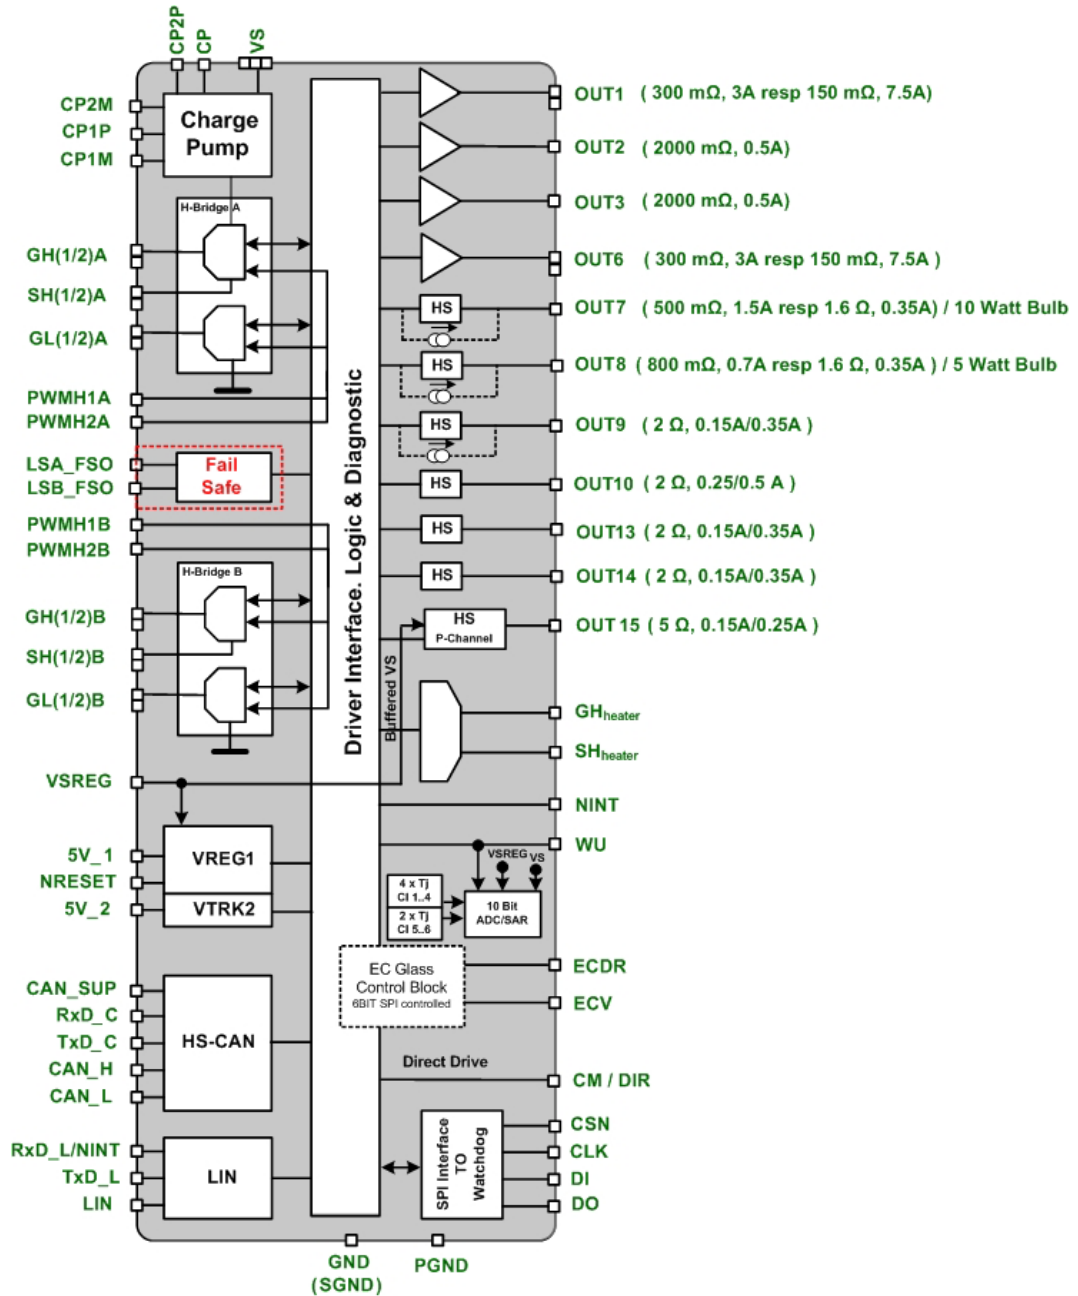 CP2P
CP
VS
CP2M
CP1P
CP1M
Charge
Pump
H-Bridge A
GH(1/2)A
SH(1/2)A
GL(1/2)A
PWMH1A
PWMH2A
LSA_FSO
LSB_FSO
Fail
Safe
PWMH1B
PWMH2B
H-Bridge B
GH(1/2)B
SH(1/2)B
GL(1/2)B
VSREG
5V_1
NRESET
5V_2
VREG1
VTRK2
CAN_SUP
RxD_C
TxD_C
CAN_H
CAN_L
HS-CAN
RxD_L/NINT
TxD_L
LIN
LIN
Driver Interface. Logic & Diagnostic
OUT1 ( 300 mΩ, 3A resp 150 mΩ, 7.5A)
OUT2 ( 2000 mΩ, 0.5A)
OUT3 ( 2000 mΩ, 0.5A)
OUT6 ( 300 mΩ, 3A resp 150 mΩ, 7.5A )
HS
OUT7 ( 500 mΩ, 1.5A resp 1.6 Ω, 0.35A) / 10 Watt Bulb
HS
OUT8 ( 800 mΩ, 0.7A resp 1.6 Ω, 0.35A ) / 5 Watt Bulb
HS
OUT9 ( 2 Ω, 0.15A/0.35A )
HS
OUT10 ( 2 Ω, 0.25/0.5 A )
HS
OUT13 ( 2 Ω, 0.15A/0.35A )
HS
OUT14 ( 2 Ω, 0.15A/0.35A )
HS
P-Channel
OUT 15 ( 5 Ω, 0.15A/0.25A )
Buffered VS
GHheater
SHheater
NINT
WU
VSREG
VS
4 x Tj
Cl 1..4
2 x Tj
Cl 5..6
10 Bit
ADC/SAR
EC Glass
Control Block
6BIT SPI controlled
ECDR
ECV
Direct Drive
CM / DIR
SPI Interface
TO
Watchdog
CSN
CLK
DI
DO
GND
(SGND)
PGND